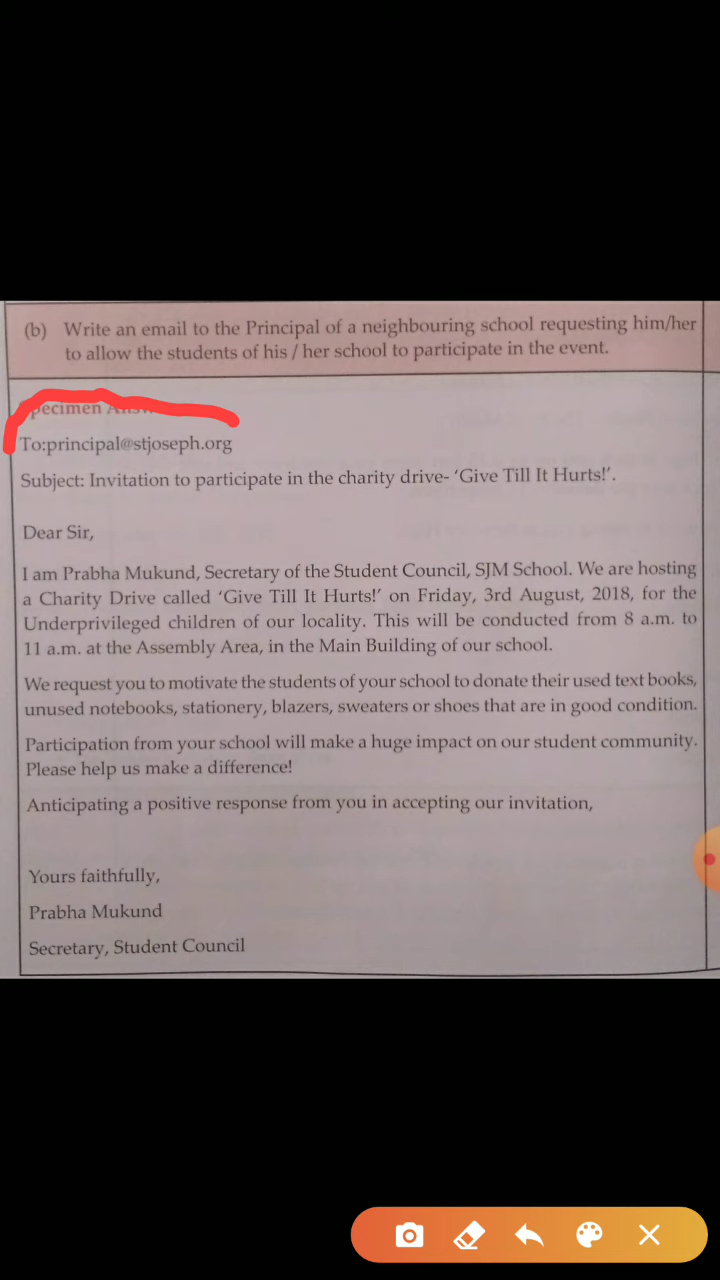 (b) Write an email to the Principal of a neighbouring school requesting him/her
to allow the students of his / her school to participate in the event.
Specimen
To:principal@stjoseph.org
Subject: Invitation to participate in the charity drive- ‘Give Till It Hurts!’.
Dear Sir,
I am Prabha Mukund, Secretary of the Student Council, SJM School. We are hosting
a Charity Drive called ‘Give Till It Hurts!’ on Friday, 3rd August, 2018, for the
Underprivileged children of our locality. This will be conducted from 8 a.m. to
11 a.m. at the Assembly Area, in the Main Building of our school.
We request you to motivate the students of your school to donate their used text books,
unused notebooks, stationery, blazers, sweaters or shoes that are in good condition.
Participation from your school will make a huge impact on our student community.
Please help us make a difference!
Anticipating a positive response from you in accepting our invitation,
Yours faithfully,
Prabha Mukund
Secretary, Student Council